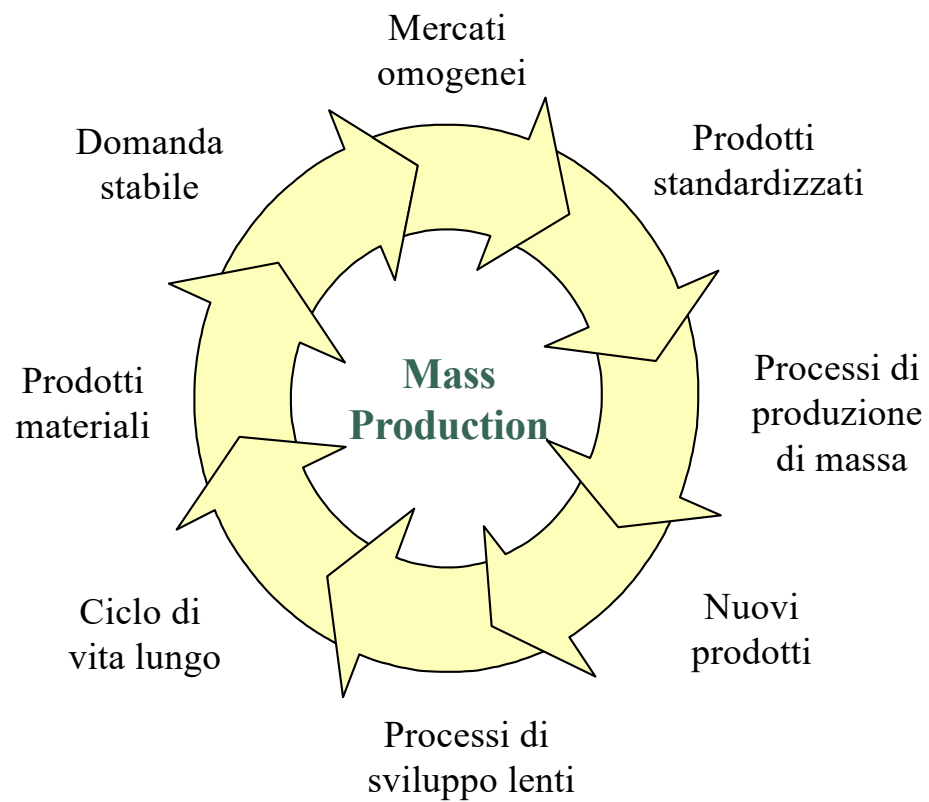 Mercati
omogenei
Prodotti
standardizzati
Processi di
produzione
di massa
Nuovi
prodotti
Processi di
sviluppo lenti
Ciclo di
vita lungo
Prodotti
materiali
Domanda
stabile
Mass
Production